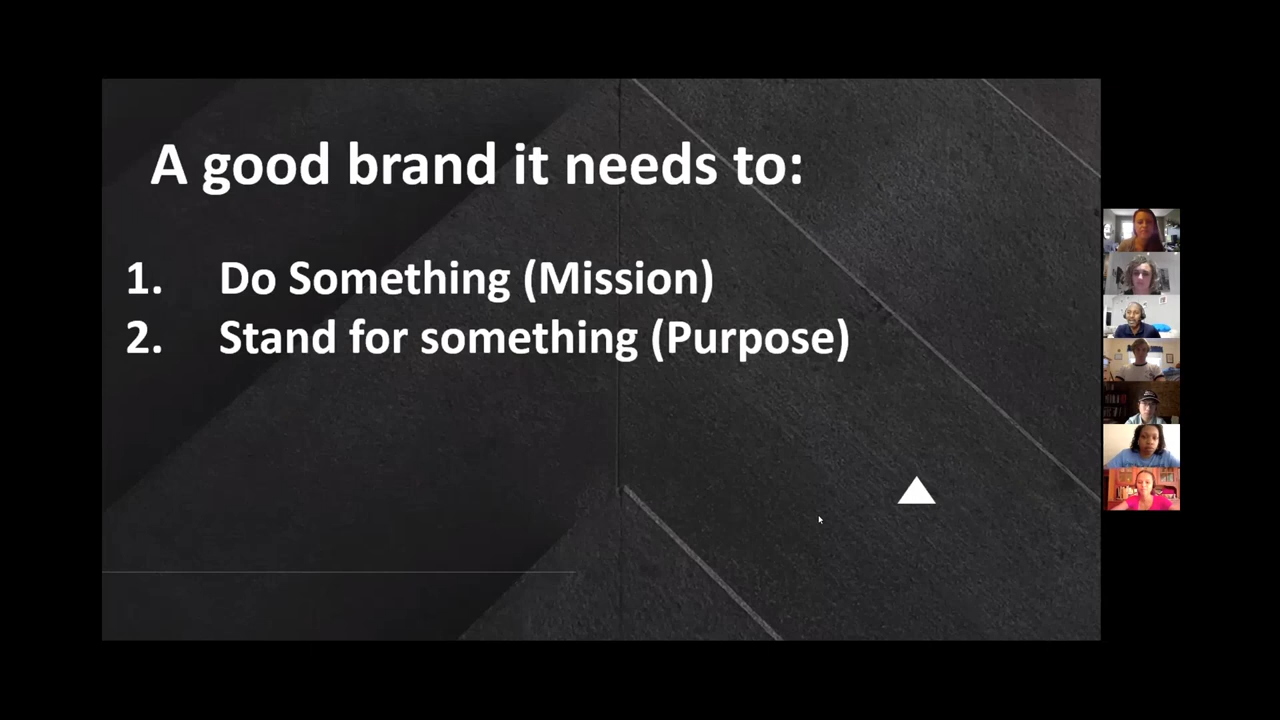 A good brand it needs to:
1. Do Something (Mission)
2. Stand for something (Purpose)